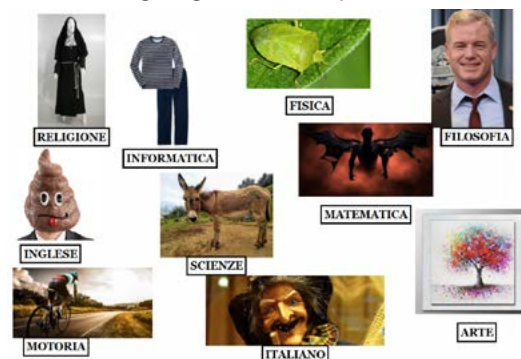 RELIGIONE
INFORMATICA
FISICA
FILOSOFIA
MATEMATICA
INGLESE
SCIENZE
MOTORIA
ITALIANO
ARTE